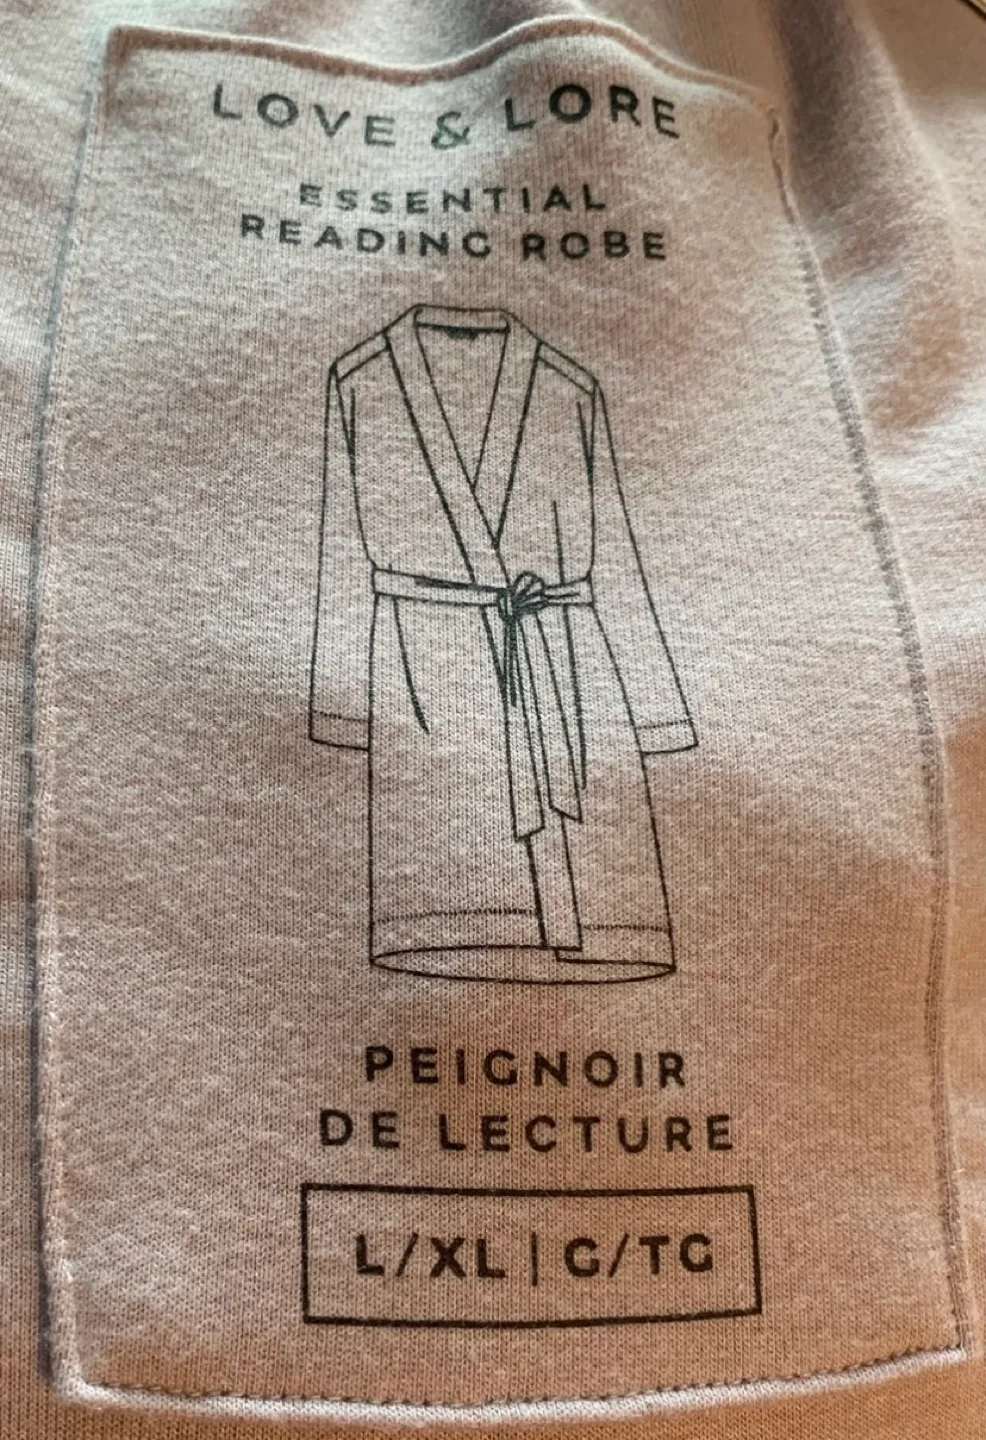 LOVE & LORE
ESSENTIAL
READING ROBE
PEIGNOIR
DE LECTURE
L/XL | G/TG